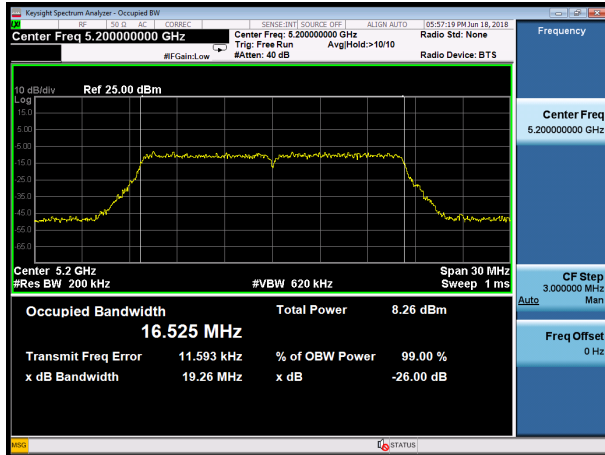 Keysight Spectrum Analyzer - Occupied BW
RF 50 Ω AC CORREC SENSE:INT SOURCE OFF ALIGN AUTO 05:57:19 PM Jun 18, 2018
Center Freq 5.200000000 GHz Center Freq: 5.200000000 GHz Radio Std: None
Trig: Free Run Avg|Hold:>10/10
#IFGain:Low #Atten: 40 dB Radio Device: BTS
Frequency
10 dB/div Ref 25.00 dBm
Log
15.0
5.00
-5.00
-15.0
-25.0
-35.0
-45.0
-55.0
-65.0
Center 5.2 GHz Span 30 MHz
#Res BW 200 kHz #VBW 620 kHz Sweep 1 ms
Occupied Bandwidth Total Power 8.26 dBm
16.525 MHz
Transmit Freq Error 11.593 kHz % of OBW Power 99.00 %
x dB Bandwidth 19.26 MHz x dB -26.00 dB
Center Freq
5.200000000 GHz
CF Step
3.000000 MHz
Auto Man
Freq Offset
0 Hz
MSG STATUS